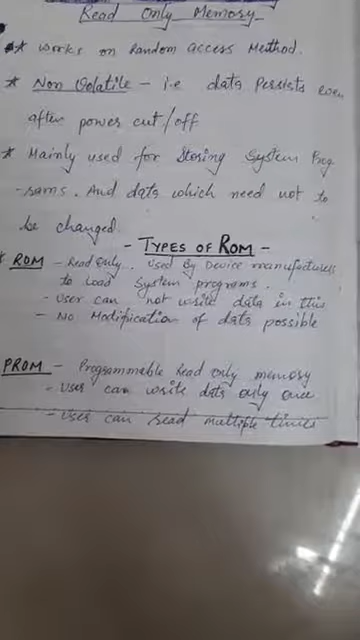 Read Only Memory
* Works on Random access Method.
* Non Volatile - i.e data Persists even
after power cut/off
* Mainly used for Storing System Prog
-rams. And data which need not to
be changed.
- TYPES OF ROM -
* ROM - Read Only. Used By Device manufacturers
to Load System programs.
- User can not write data in this
- No Modification of data possible
PROM - Programmable Read Only memory
- User can write data only once
- User can read multiple times